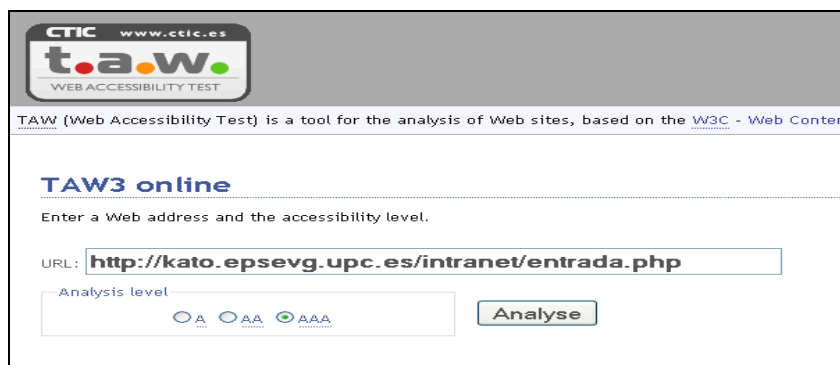 CTIC www.ctic.es
t.a.w.
WEB ACCESSIBILITY TEST
TAW (Web Accessibility Test) is a tool for the analysis of Web sites, based on the W3C - Web Conter
TAW3 online
Enter a Web address and the accessibility level.
URL: http://kato.epsevg.upc.es/intranet/entrada.php
Analysis level
A AA AAA
Analyse